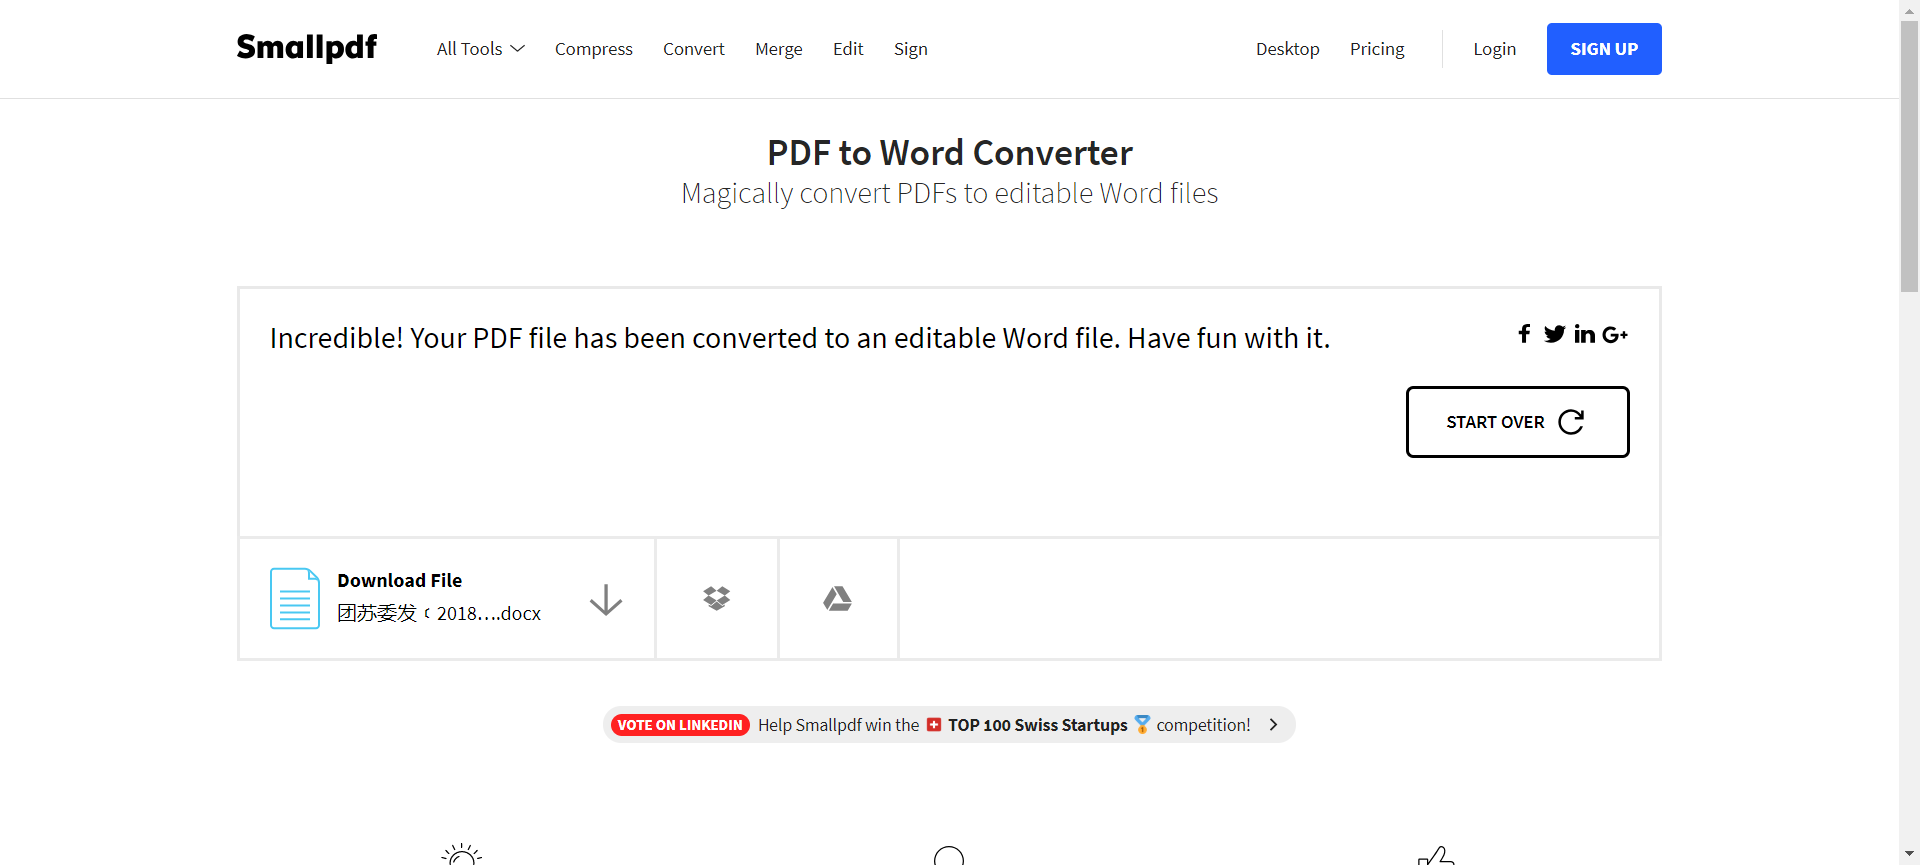 Smallpdf
All Tools Compress Convert Merge Edit Sign Desktop Pricing Login SIGN UP
PDF to Word Converter
Magically convert PDFs to editable Word files
Incredible! Your PDF file has been converted to an editable Word file. Have fun with it.
START OVER
Download File
团苏委发﹝2018....docx
VOTE ON LINKEDIN Help Smallpdf win the TOP 100 Swiss Startups competition!